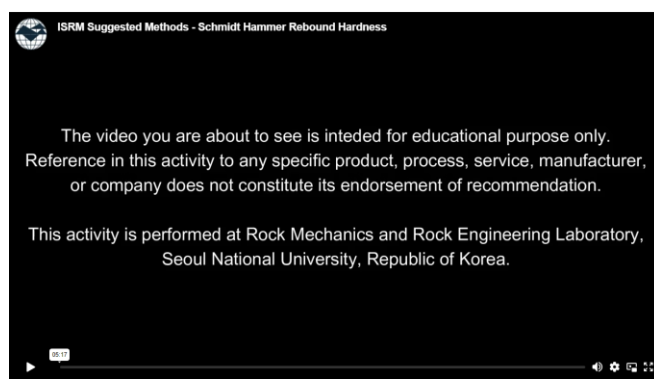 ISRM Suggested Methods - Schmidt Hammer Rebound Hardness
The video you are about to see is inteded for educational purpose only.
Reference in this activity to any specific product, process, service, manufacturer,
or company does not constitute its endorsement of recommendation.
This activity is performed at Rock Mechanics and Rock Engineering Laboratory,
Seoul National University, Republic of Korea.
05:17